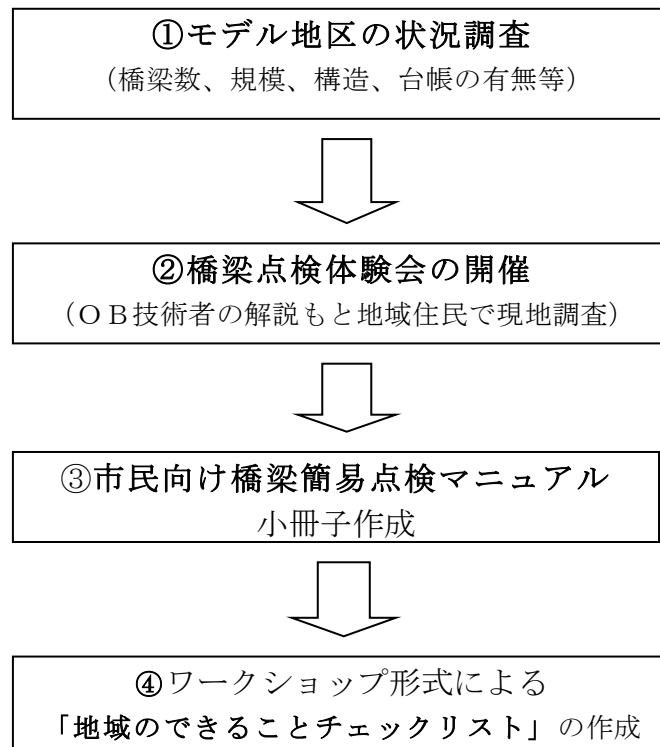 ①モデル地区の状況調査
（橋梁数、規模、構造、台帳の有無等）
②橋梁点検体験会の開催
（ＯＢ技術者の解説もと地域住民で現地調査）
③市民向け橋梁簡易点検マニュアル
小冊子作成
④ワークショップ形式による
「地域のできることチェックリスト」の作成